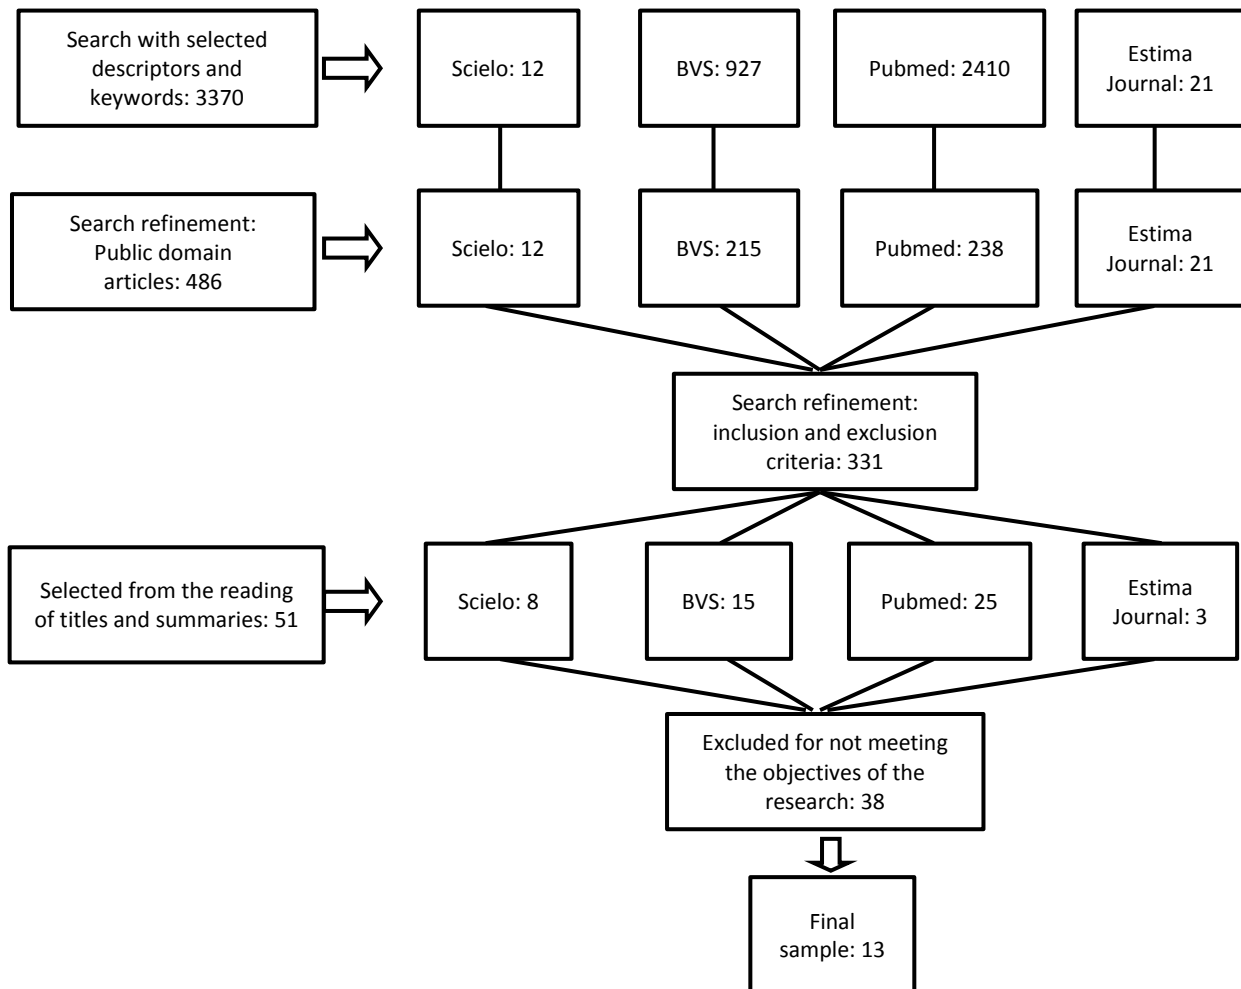 Search with selected
descriptors and
keywords: 3370
Scielo: 12
BVS: 927
Pubmed: 2410
Estima
Journal: 21
Search refinement:
Public domain
articles: 486
Scielo: 12
BVS: 215
Pubmed: 238
Estima
Journal: 21
Search refinement:
inclusion and exclusion
criteria: 331
Selected from the reading
of titles and summaries: 51
Scielo: 8
BVS: 15
Pubmed: 25
Estima
Journal: 3
Excluded for not meeting
the objectives of the
research: 38
Final
sample: 13